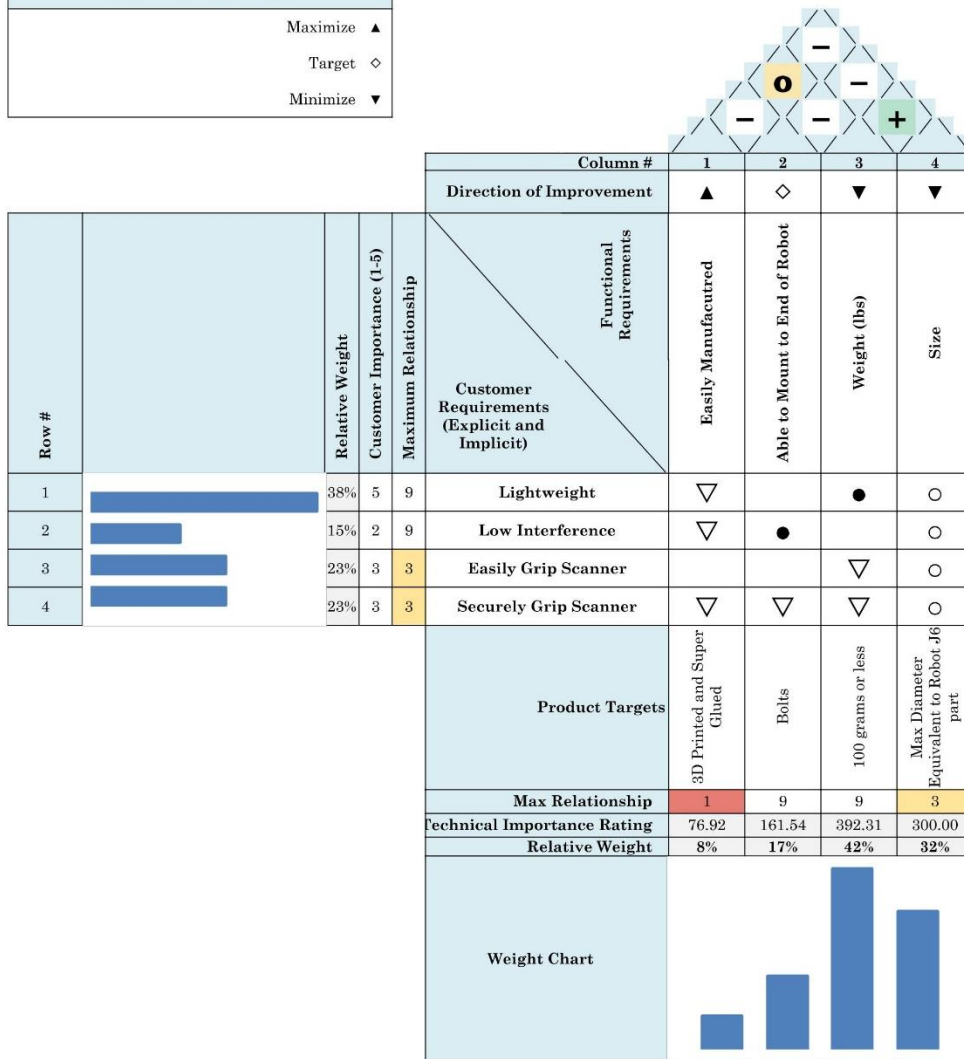 Maximize ▲
Target ◇
Minimize ▼
−
o −
− − +
Column # 1 2 3 4
Direction of Improvement ▲ ◇ ▼ ▼
Row #
Relative Weight
Customer Importance (1-5)
Maximum Relationship
Functional
Requirements
Customer
Requirements
(Explicit and
Implicit)
Easily Manufacutred
Able to Mount to End of Robot
Weight (lbs)
Size
1 38% 5 9 Lightweight ▽ ● ○
2 15% 2 9 Low Interference ▽ ● ○
3 23% 3 3 Easily Grip Scanner ▽ ○
4 23% 3 3 Securely Grip Scanner ▽ ▽ ▽ ○
Product Targets
3D Printed and Super
Glued
Bolts
100 grams or less
Max Diameter
Equivalent to Robot J6
part
Max Relationship 1 9 9 3
Technical Importance Rating 76.92 161.54 392.31 300.00
Relative Weight 8% 17% 42% 32%
Weight Chart